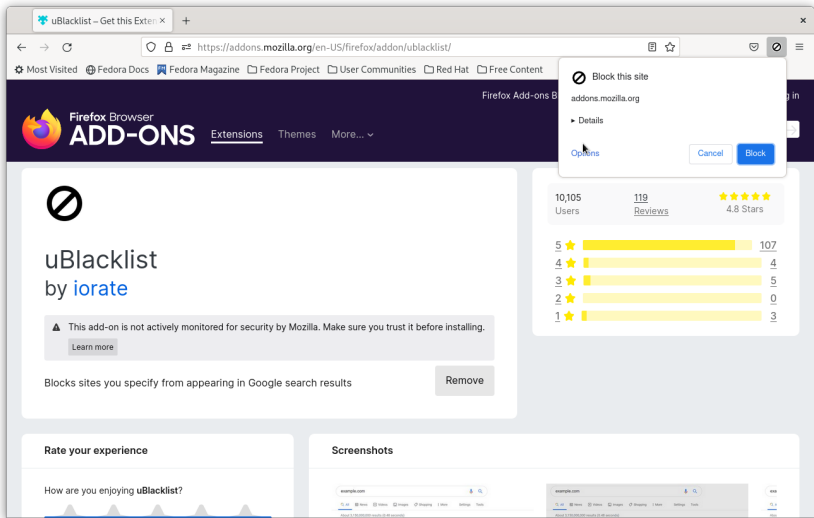 uBlacklist – Get this Exten
https://addons.mozilla.org/en-US/firefox/addon/ublacklist/
Most Visited Fedora Docs Fedora Magazine Fedora Project User Communities Red Hat Free Content
Block this site
addons.mozilla.org
Details
Options Cancel Block
Firefox Add-ons B
g in
Firefox Browser
ADD-ONS Extensions Themes More...
uBlacklist
by iorate
This add-on is not actively monitored for security by Mozilla. Make sure you trust it before installing.
Learn more
Blocks sites you specify from appearing in Google search results
Remove
10,105 119
Users Reviews 4.8 Stars
5 107
4 4
3 5
2 0
1 3
Rate your experience
How are you enjoying uBlacklist?
Screenshots
example.com
example.com